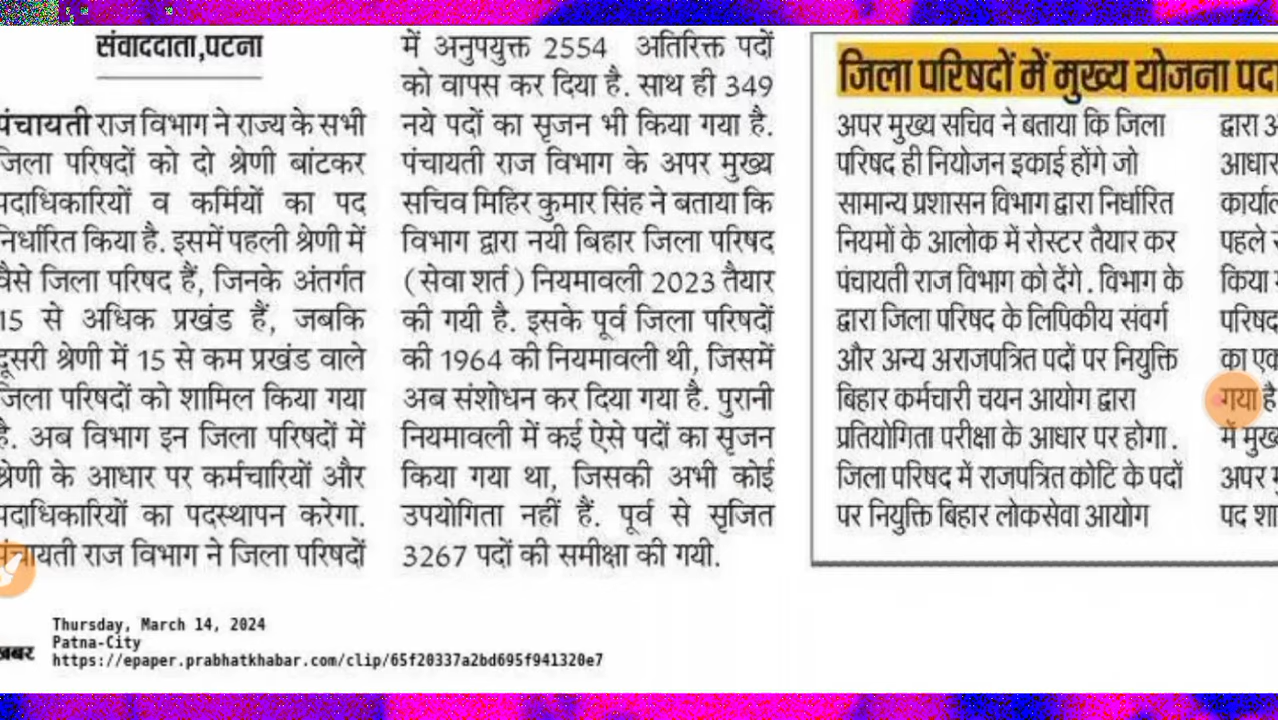 संवाददाता,पटना
पंचायती राज विभाग ने राज्य के सभी
जिला परिषदों को दो श्रेणी बांटकर
पदाधिकारियों व कर्मियों का पद
निर्धारित किया है. इसमें पहली श्रेणी में
वैसे जिला परिषद हैं, जिनके अंतर्गत
15 से अधिक प्रखंड हैं, जबकि
दूसरी श्रेणी में 15 से कम प्रखंड वाले
जिला परिषदों को शामिल किया गया
है. अब विभाग इन जिला परिषदों में
श्रेणी के आधार पर कर्मचारियों और
पदाधिकारियों का पदस्थापन करेगा.
पंचायती राज विभाग ने जिला परिषदों
में अनुपयुक्त 2554 अतिरिक्त पदों
को वापस कर दिया है. साथ ही 349
नये पदों का सृजन भी किया गया है.
पंचायती राज विभाग के अपर मुख्य
सचिव मिहिर कुमार सिंह ने बताया कि
विभाग द्वारा नयी बिहार जिला परिषद
(सेवा शर्त) नियमावली 2023 तैयार
की गयी है. इसके पूर्व जिला परिषदों
की 1964 की नियमावली थी, जिसमें
अब संशोधन कर दिया गया है. पुरानी
नियमावली में कई ऐसे पदों का सृजन
किया गया था, जिसकी अभी कोई
उपयोगिता नहीं हैं. पूर्व से सृजित
3267 पदों की समीक्षा की गयी.
जिला परिषदों में मुख्य योजना पदा
अपर मुख्य सचिव ने बताया कि जिला
परिषद ही नियोजन इकाई होंगे जो
सामान्य प्रशासन विभाग द्वारा निर्धारित
नियमों के आलोक में रोस्टर तैयार कर
पंचायती राज विभाग को देंगे. विभाग के
द्वारा जिला परिषद के लिपिकीय संवर्ग
और अन्य अराजपत्रित पदों पर नियुक्ति
बिहार कर्मचारी चयन आयोग द्वारा
प्रतियोगिता परीक्षा के आधार पर होगा.
जिला परिषद में राजपत्रित कोटि के पदों
पर नियुक्ति बिहार लोकसेवा आयोग
द्वारा
आधार
पहले
किया
परिषद
का
गया है
में
अपर
पद
Thursday, March 14, 2024
Patna-City
https://epaper.prabhatkhabar.com/clip/65f20337a2bd695f941320e7